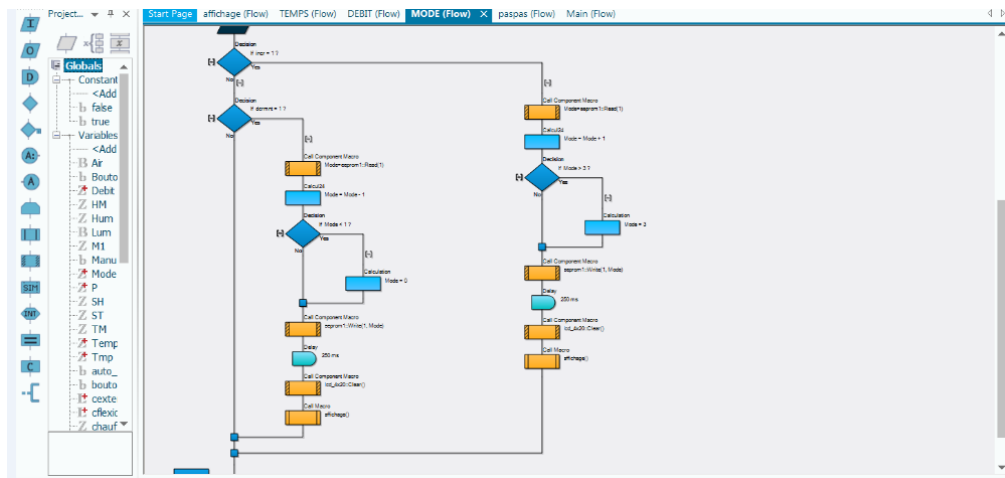 Project...
Start Page
affichage (Flow)
TEMPS (Flow)
DEBIT (Flow)
MODE (Flow)
X
paspas (Flow)
Main (Flow)
Globals
Constant
<Add
false
true
Variables
<Add
Air
Bouto
Debit
HM
Hum
Lum
M1
Manu
Mode
P
SH
ST
TM
Temp
Tmp
auto_
bouto
cexte
cflexic
chauf
SIM
INT
Decision
If incr = 1 ?
Yes
No
Decision
Yes
No
Call Component Macro
Mode=eeprom1::Read(1)
Mode = Mode - 1
Decision
If Mode < 1 ?
Yes
No
Calculation
Mode = 0
Call Component Macro
eeprom1::Write(1, Mode)
Delay
250 ms
Call Component Macro
lcd_4x20::Clear()
Call Macro
affichage()
Call Component Macro
Mode=eeprom1::Read(1)
Mode = Mode + 1
Decision
If Mode > 3 ?
Yes
No
Calculation
Mode = 3
Call Component Macro
eeprom1::Write(1, Mode)
Delay
250 ms
Call Component Macro
lcd_4x20::Clear()
Call Macro
affichage()